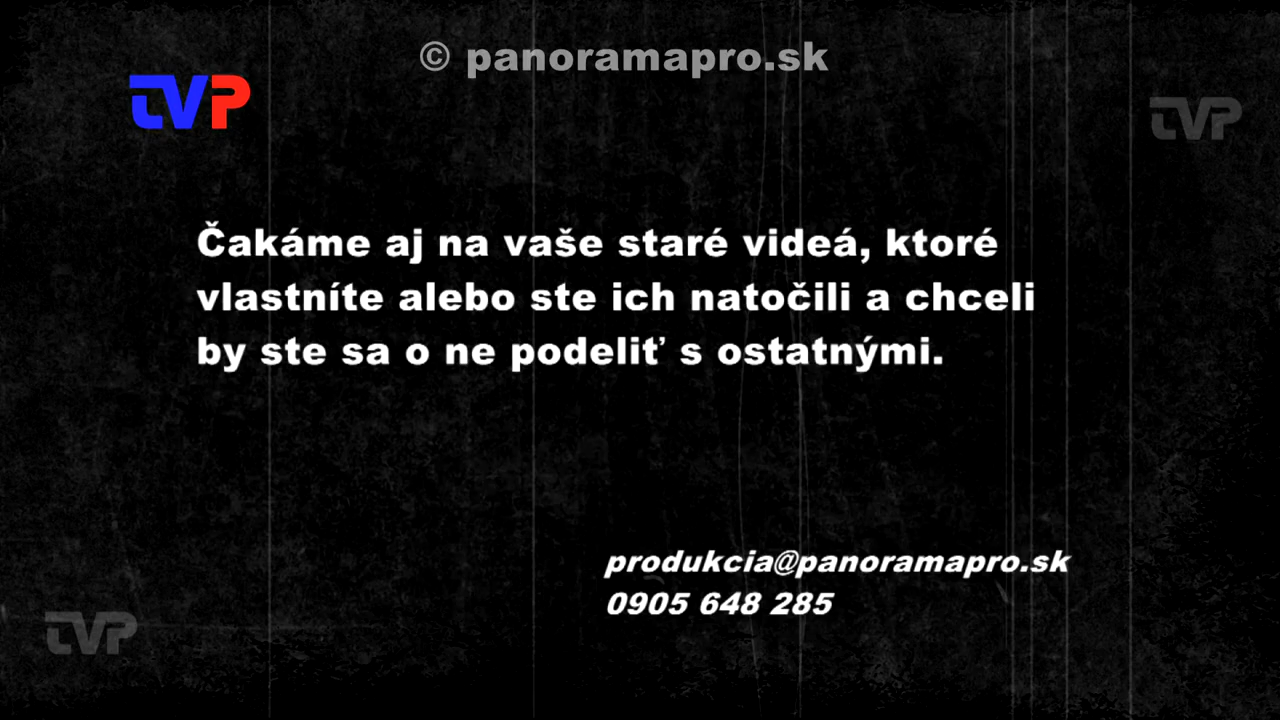 © panoramapro.sk
TVP
TVP
Čakáme aj na vaše staré videá, ktoré
vlastníte alebo ste ich natočili a chceli
by ste sa o ne podeliť s ostatnými.
produkcia@panoramapro.sk
0905 648 285
TVP